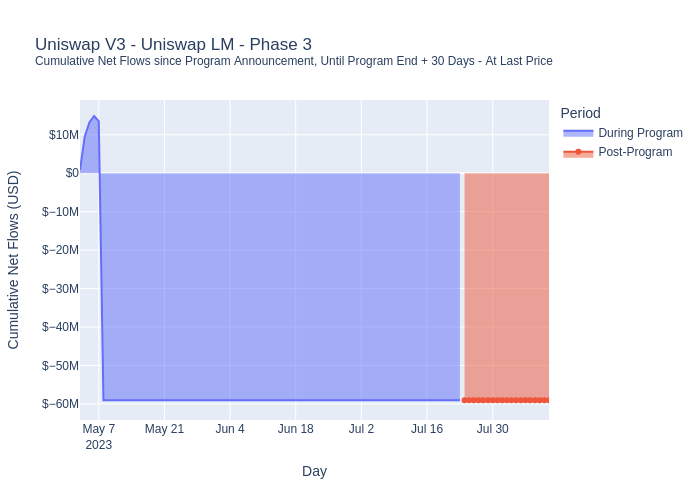 Uniswap V3 - Uniswap LM - Phase 3
Cumulative Net Flows since Program Announcement, Until Program End + 30 Days - At Last Price
Period
During Program
Post-Program
Cumulative Net Flows (USD)
$10M
$0
$−10M
$−20M
$−30M
$−40M
$−50M
$−60M
May 7
2023
May 21
Jun 4
Jun 18
Jul 2
Jul 16
Jul 30
Day